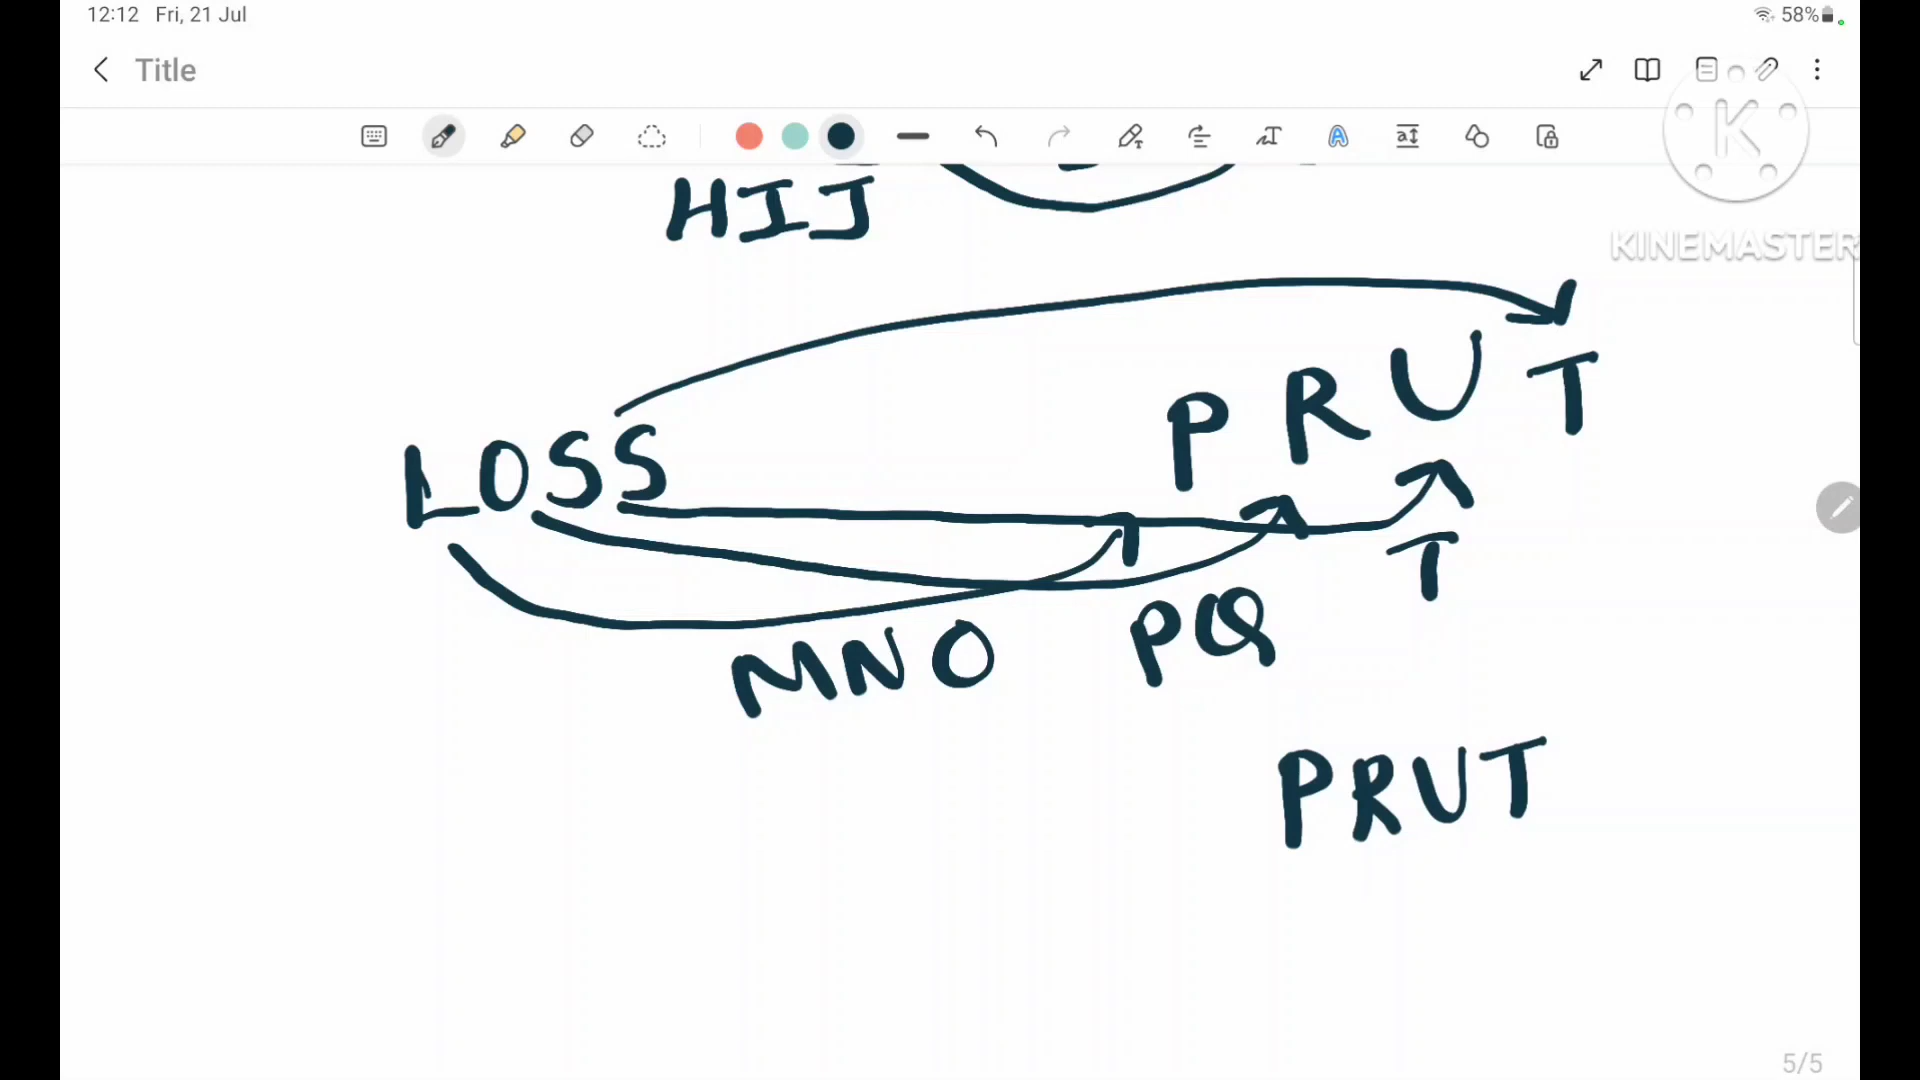 12:12 Fri, 21 Jul 58%
Title
K
KINEMASTER
HIJ
PRUT
LOSS
T
MNO PQ
PRUT
5/5